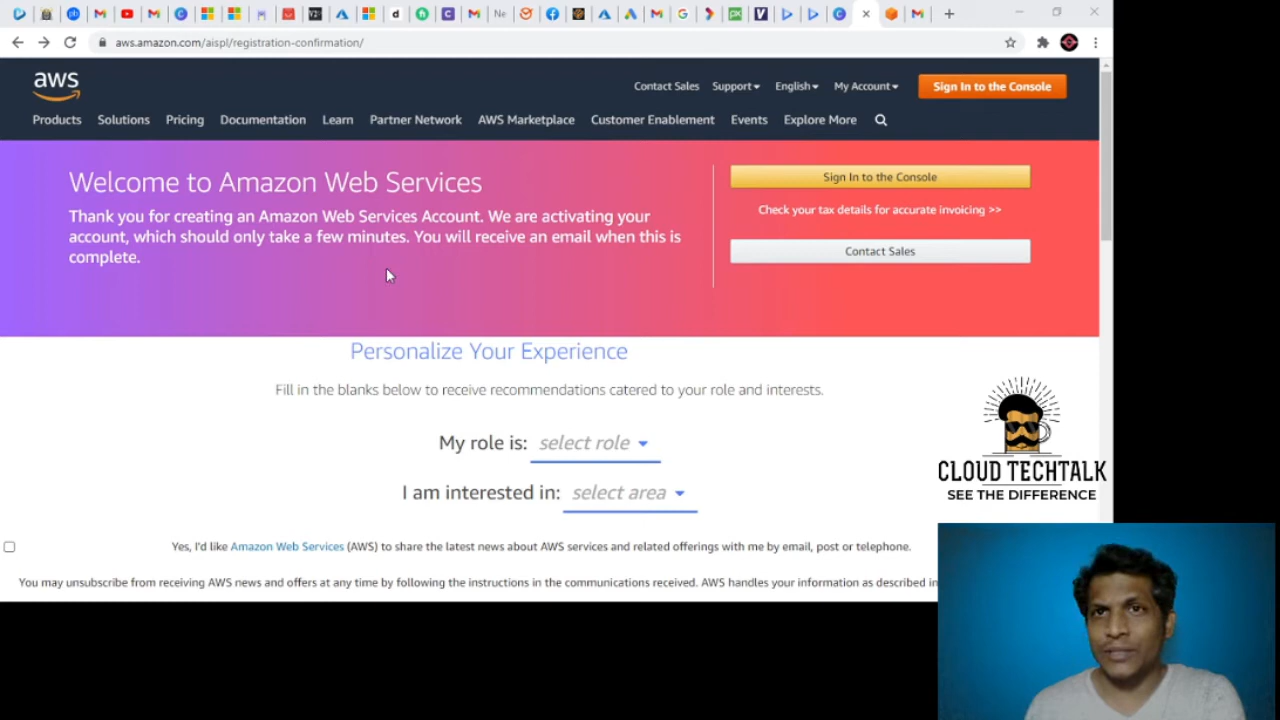 Ne
aws.amazon.com/aispl/registration-confirmation/
aws
Contact Sales Support English My Account Sign In to the Console
Products Solutions Pricing Documentation Learn Partner Network AWS Marketplace Customer Enablement Events Explore More
Welcome to Amazon Web Services
Thank you for creating an Amazon Web Services Account. We are activating your
account, which should only take a few minutes. You will receive an email when this is
complete.
Sign In to the Console
Check your tax details for accurate invoicing >>
Contact Sales
Personalize Your Experience
Fill in the blanks below to receive recommendations catered to your role and interests.
My role is: select role
I am interested in: select area
CLOUD TECHTALK
SEE THE DIFFERENCE
Yes, I'd like Amazon Web Services (AWS) to share the latest news about AWS services and related offerings with me by email, post or telephone.
You may unsubscribe from receiving AWS news and offers at any time by following the instructions in the communications received. AWS handles your information as described in